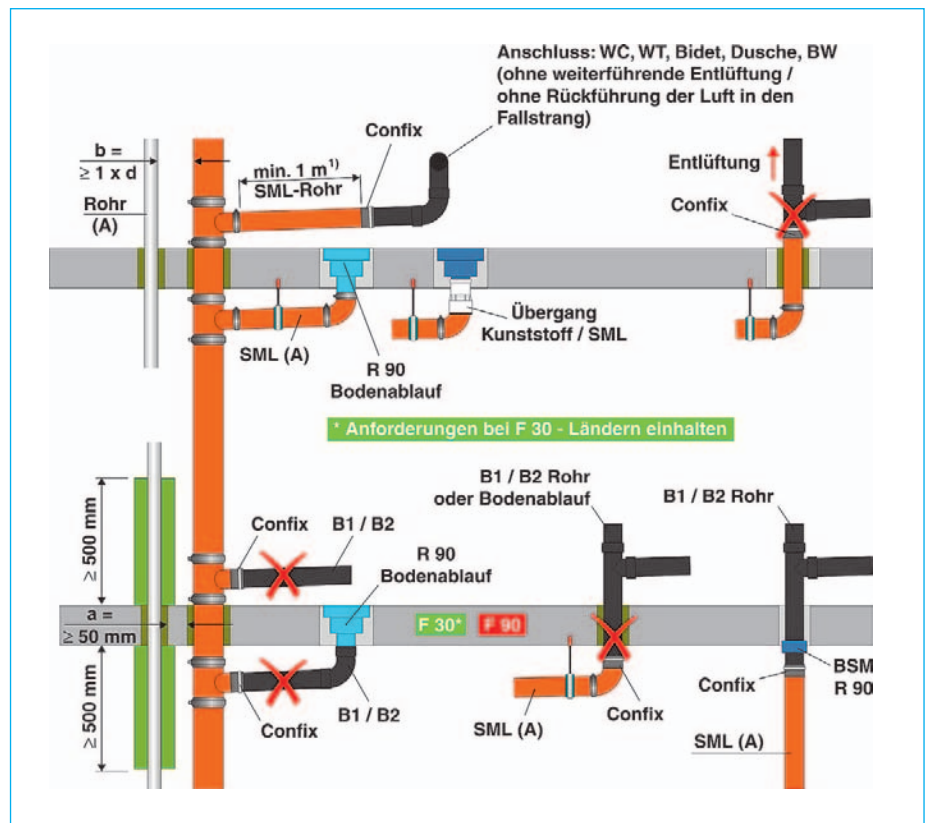 Anschluss: WC, WT, Bidet, Dusche, BW
(ohne weiterführende Entlüftung /
ohne Rückführung der Luft in den
Fallstrang)
Confix
b =
≥ 1 x d
min. 1 m¹⁾
SML-Rohr
Rohr
(A)
Entlüftung
Confix
Übergang
Kunststoff / SML
SML (A)
R 90
Bodenablauf
* Anforderungen bei F 30 - Ländern einhalten
B1 / B2 Rohr
oder Bodenablauf
B1 / B2 Rohr
≥ 500 mm
Confix
B1 / B2
R 90
Bodenablauf
a =
≥ 50 mm
F 30*
F 90
≥ 500 mm
Confix
B1 / B2
SML (A)
Confix
Confix
BSM
R 90
SML (A)